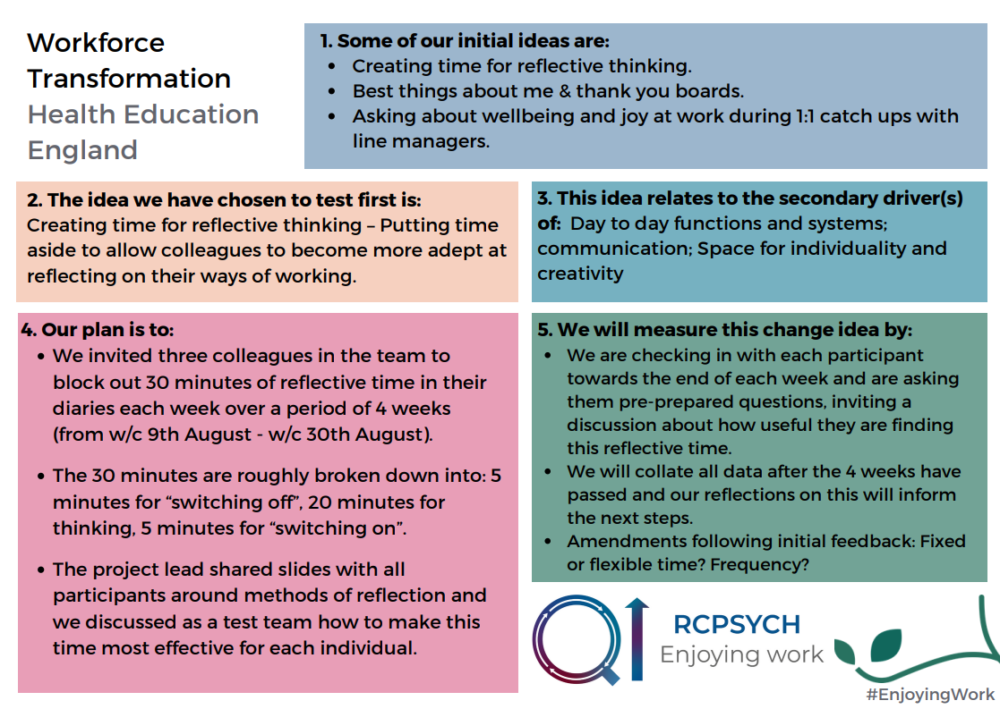 Workforce
Transformation
Health Education
England
1. Some of our initial ideas are:
• Creating time for reflective thinking.
• Best things about me & thank you boards.
• Asking about wellbeing and joy at work during 1:1 catch ups with
line managers.
2. The idea we have chosen to test first is:
Creating time for reflective thinking – Putting time
aside to allow colleagues to become more adept at
reflecting on their ways of working.
3. This idea relates to the secondary driver(s)
of: Day to day functions and systems;
communication; Space for individuality and
creativity
4. Our plan is to:
• We invited three colleagues in the team to
block out 30 minutes of reflective time in their
diaries each week over a period of 4 weeks
(from w/c 9th August - w/c 30th August).
• The 30 minutes are roughly broken down into: 5
minutes for “switching off”, 20 minutes for
thinking, 5 minutes for “switching on”.
• The project lead shared slides with all
participants around methods of reflection and
we discussed as a test team how to make this
time most effective for each individual.
5. We will measure this change idea by:
• We are checking in with each participant
towards the end of each week and are asking
them pre-prepared questions, inviting a
discussion about how useful they are finding
this reflective time.
• We will collate all data after the 4 weeks have
passed and our reflections on this will inform
the next steps.
• Amendments following initial feedback: Fixed
or flexible time? Frequency?
QI
RCPSYCH
Enjoying work
#EnjoyingWork